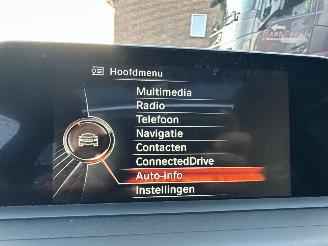 Hoofdmenu
Multimedia
Radio
Telefoon
Navigatie
Contacten
ConnectedDrive
Auto-info
Instellingen